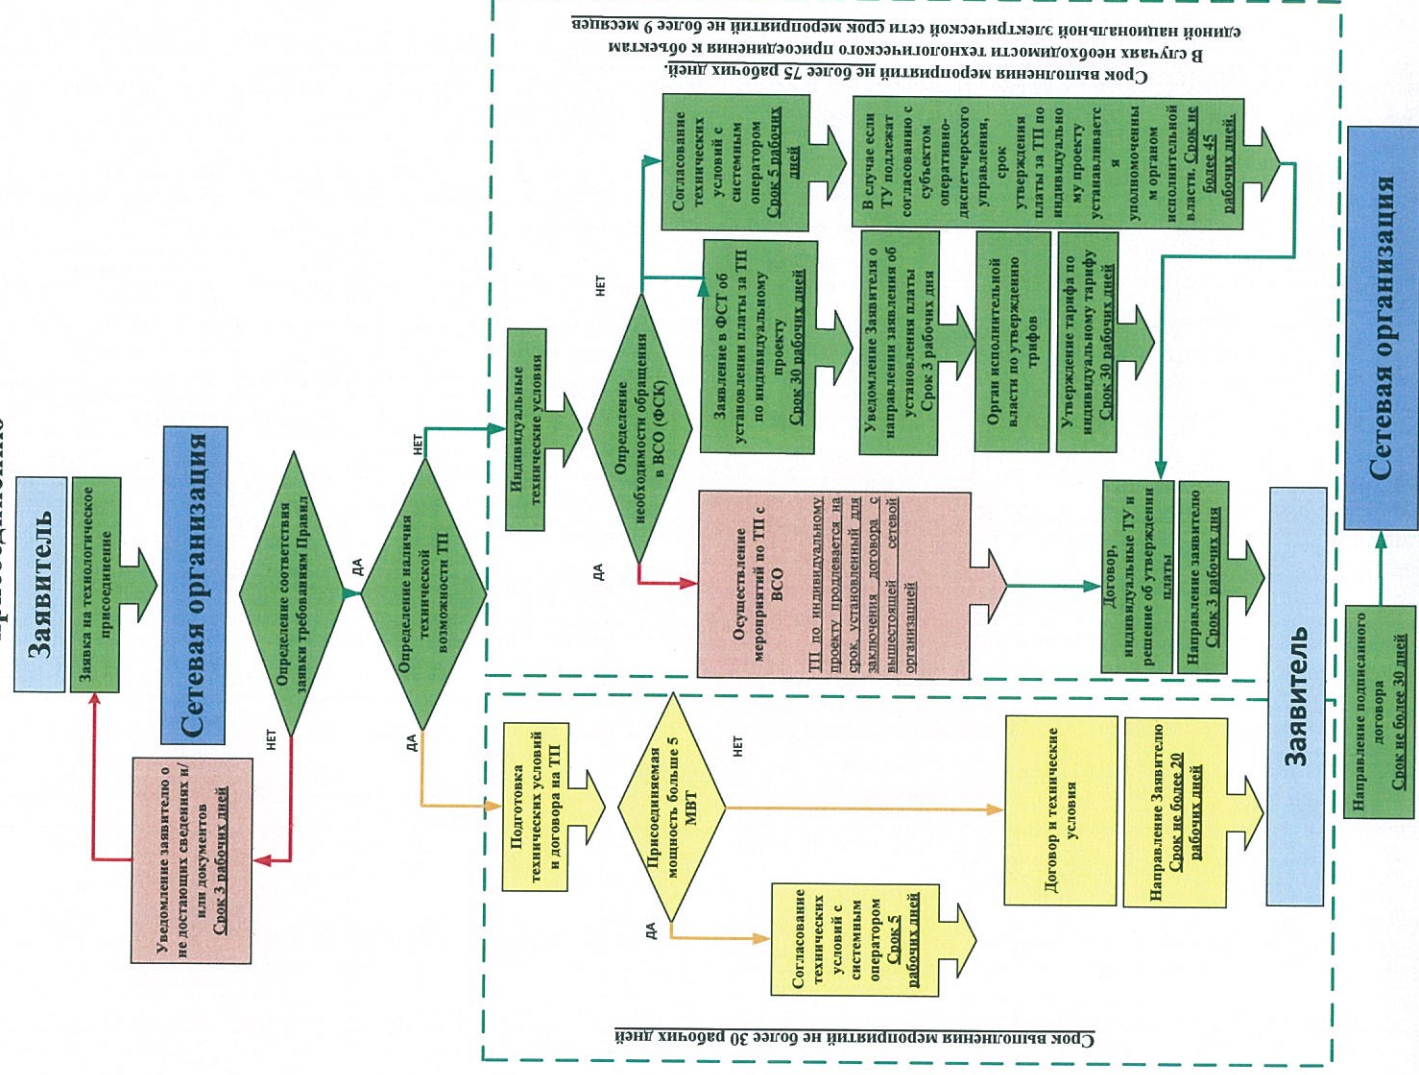 Заявитель
Заявка на технологическое
присоединение
Сетевая организация
Уведомление заявителю о
не достающих сведениях и/
или документов
Срок 3 рабочих дней
НЕТ
Определение соответствия
заявки требованиям Правил
ДА
Определение наличия
технической
возможности ТП
ДА
НЕТ
Срок выполнения мероприятий не более 30 рабочих дней
Подготовка
технических условий
и договора на ТП
Присоединяемая
мощность больше 5
МВТ
ДА
НЕТ
Согласование
технических
условий с
системным
оператором
Срок 5
рабочих дней
Договор и технические
условия
Направление Заявителю
Срок не более 20
рабочих дней
Срок выполнения мероприятий не более 75 рабочих дней.
В случаях необходимости технологического присоединения к объектам
единой национальной электрической сети срок мероприятий не более 9 месяцев
Индивидуальные
технические условия
Определение
необходимости обращения
в ВСО (ФСК)
ДА
НЕТ
Осуществление
мероприятий по ТП с
ВСО
ТП по индивидуальному
проекту продлевается на
срок, установленный для
заключения договора с
вышестоящей сетевой
организацией
Заявление в ФСТ об
установлении платы за ТП
по индивидуальному
проекту
Срок 30 рабочих дней
Уведомление Заявителя о
направлении заявления об
установления платы
Срок 3 рабочих дня
Орган исполнительной
власти по утверждению
трифов
Утверждение тарифа по
индивидуальному тарифу
Срок 30 рабочих дней
Согласование
технических
условий с
системным
оператором
Срок 5 рабочих
дней
В случае если
ТУ подлежат
согласованию с
субъектом
оперативно-
диспетчерского
управления,
срок
утверждения
платы за ТП по
индивидуально
му проекту
устанавливаетс
я
уполномоченны
м органом
исполнительной
власти. Срок не
более 45
рабочих дней.
Договор,
индивидуальные ТУ и
решение об утверждении
платы
Направление заявителю
Срок 3 рабочих дня
Заявитель
Направление подписанного
договора
Срок не более 30 дней
Сетевая организация